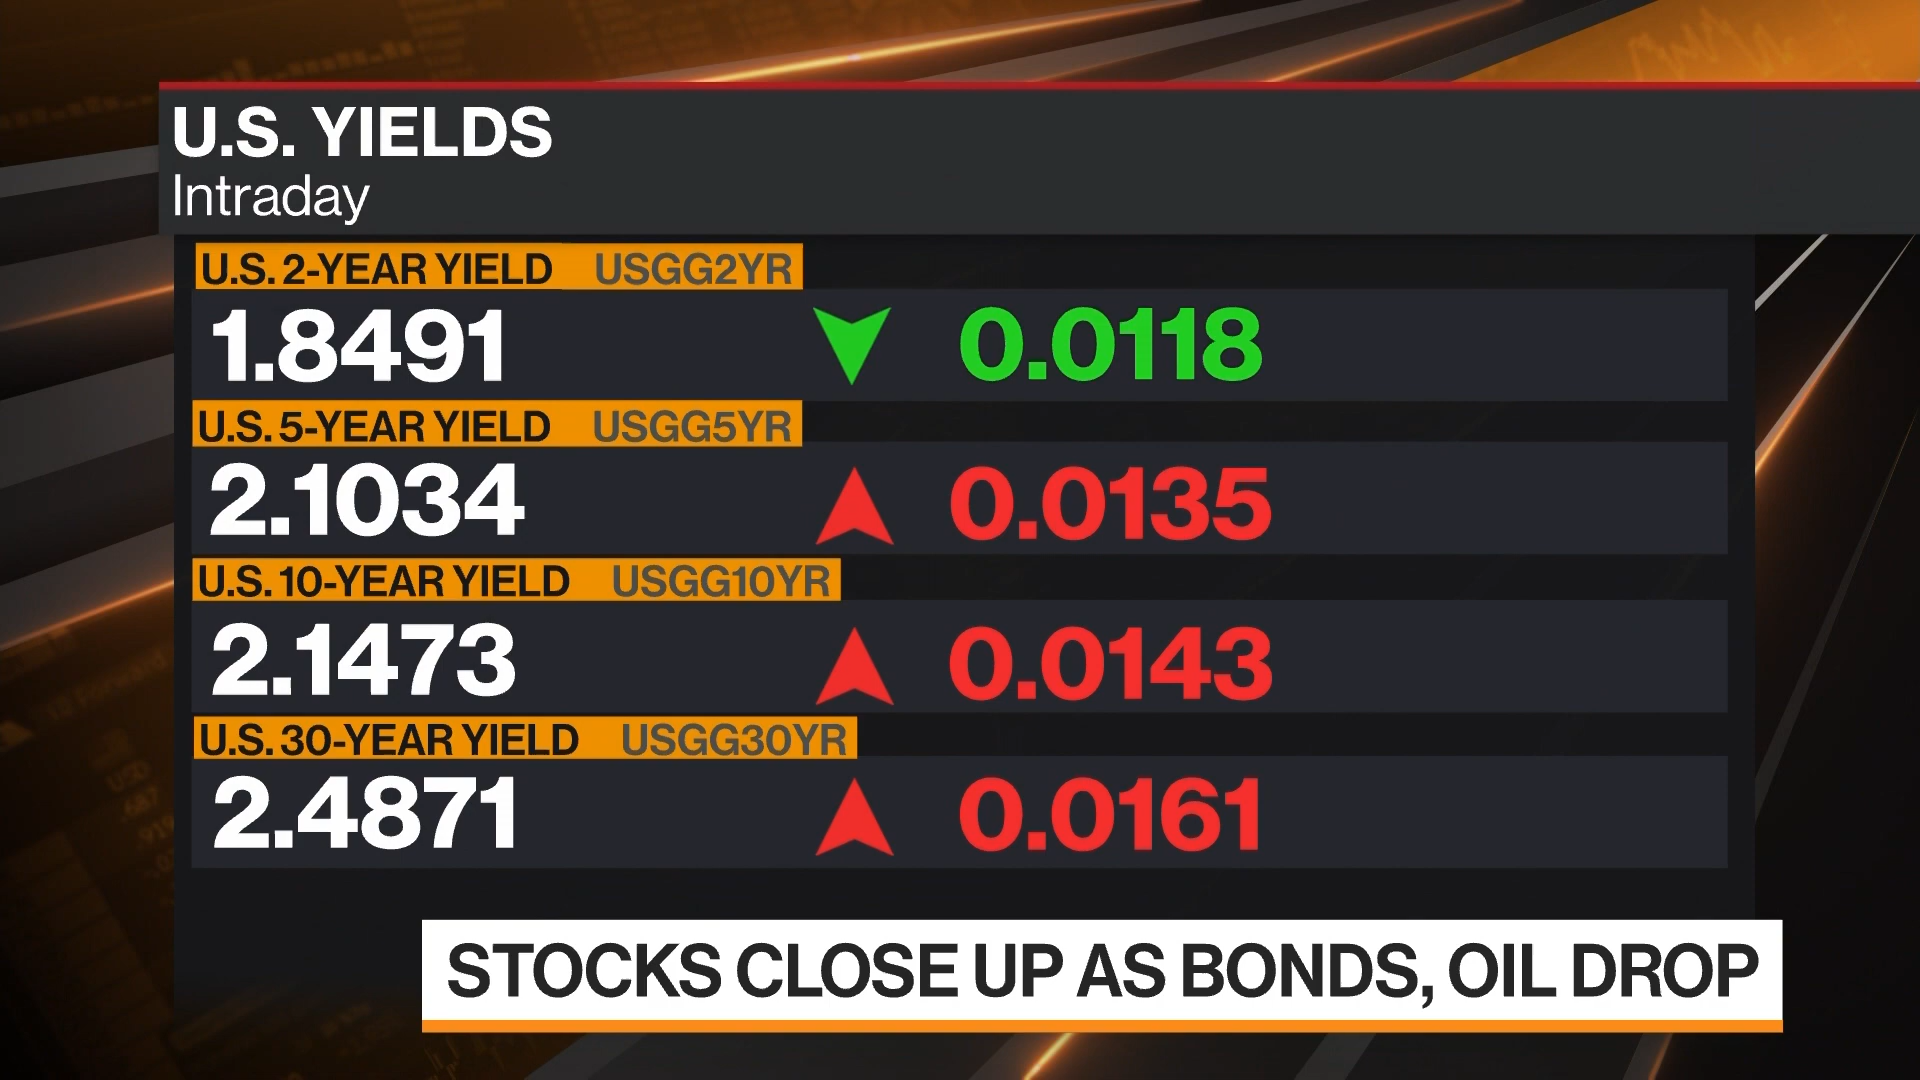 U.S. YIELDS
Intraday
U.S. 2-YEAR YIELD USGG2YR
1.8491 ▼ 0.0118
U.S. 5-YEAR YIELD USGG5YR
2.1034 ▲ 0.0135
U.S. 10-YEAR YIELD USGG10YR
2.1473 ▲ 0.0143
U.S. 30-YEAR YIELD USGG30YR
2.4871 ▲ 0.0161
STOCKS CLOSE UP AS BONDS, OIL DROP